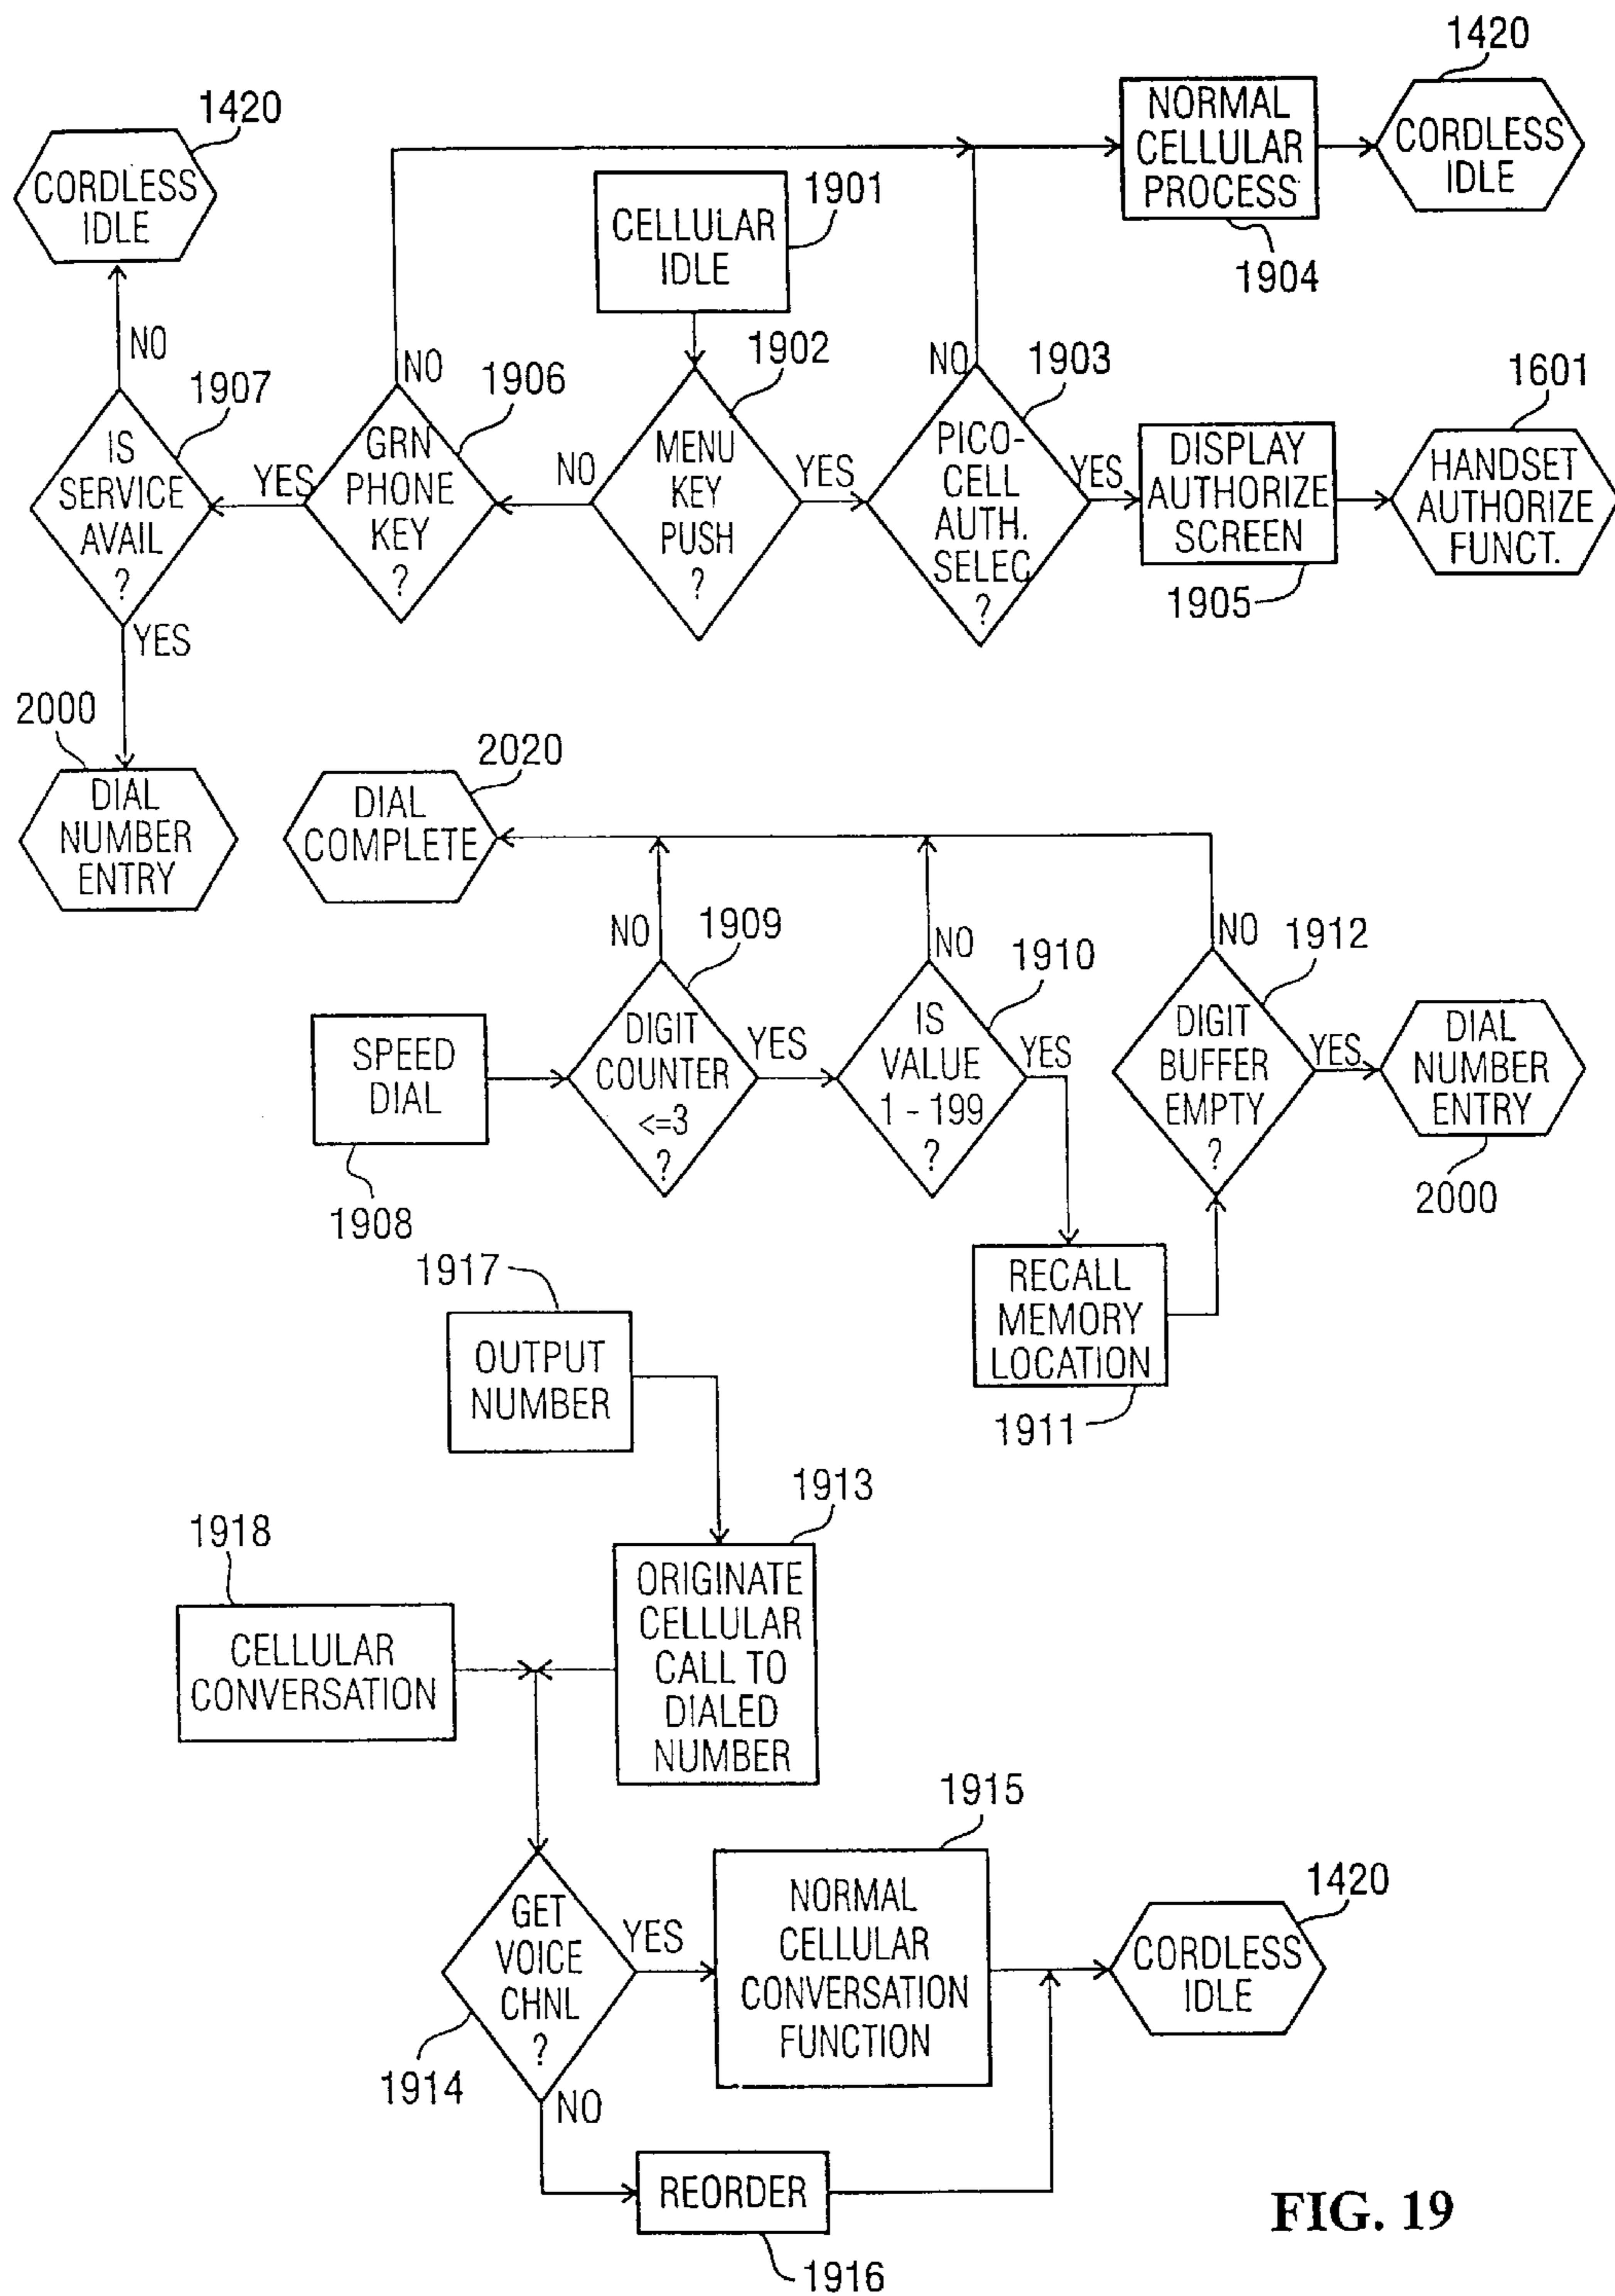 1420
CORDLESS
IDLE
NO
1907
IS
SERVICE
AVAIL
?
YES
2000
DIAL
NUMBER
ENTRY
NO
1906
GRN
PHONE
KEY
?
YES
CELLULAR
IDLE
1901
1902
MENU
KEY
PUSH
?
NO
YES
NO
1903
PICO-
CELL
AUTH.
SELEC
?
YES
NORMAL
CELLULAR
PROCESS
1904
1420
CORDLESS
IDLE
DISPLAY
AUTHORIZE
SCREEN
1905
1601
HANDSET
AUTHORIZE
FUNCT.
2020
DIAL
COMPLETE
SPEED
DIAL
1908
NO
1909
DIGIT
COUNTER
<=3
?
YES
NO
1910
IS
VALUE
1 - 199
?
YES
RECALL
MEMORY
LOCATION
1911
NO
1912
DIGIT
BUFFER
EMPTY
?
YES
DIAL
NUMBER
ENTRY
2000
1917
OUTPUT
NUMBER
1913
ORIGINATE
CELLULAR
CALL TO
DIALED
NUMBER
1918
CELLULAR
CONVERSATION
GET
VOICE
CHNL
?
1914
YES
NO
1915
NORMAL
CELLULAR
CONVERSATION
FUNCTION
REORDER
1916
1420
CORDLESS
IDLE
FIG. 19